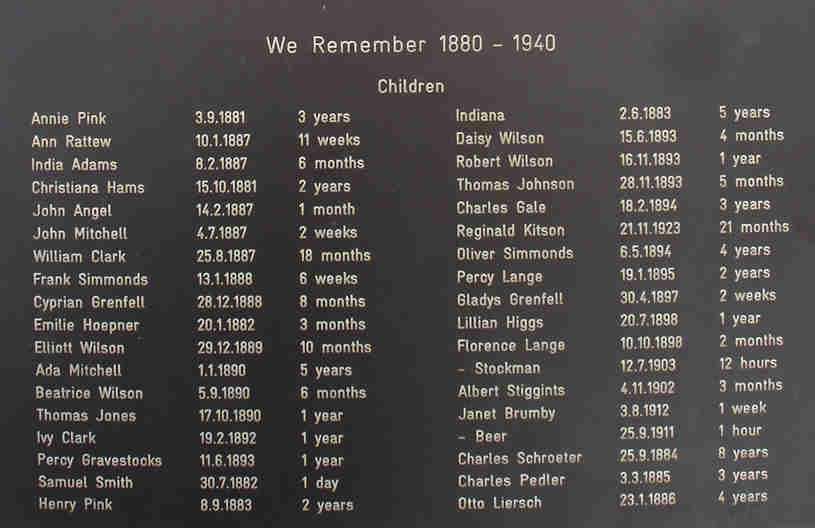 We Remember 1880 - 1940
Children
Annie Pink 3.9.1881 3 years
Ann Rattew 10.1.1887 11 weeks
India Adams 8.2.1887 6 months
Christiana Hams 15.10.1881 2 years
John Angel 14.2.1887 1 month
John Mitchell 4.7.1887 2 weeks
William Clark 25.8.1887 18 months
Frank Simmonds 13.1.1888 6 weeks
Cyprian Grenfell 28.12.1888 8 months
Emilie Hoepner 20.1.1882 3 months
Elliott Wilson 29.12.1889 10 months
Ada Mitchell 1.1.1890 5 years
Beatrice Wilson 5.9.1890 6 months
Thomas Jones 17.10.1890 1 year
Ivy Clark 19.2.1892 1 year
Percy Gravestocks 11.6.1893 1 year
Samuel Smith 30.7.1882 1 day
Henry Pink 8.9.1883 2 years
Indiana 2.6.1883 5 years
Daisy Wilson 15.6.1893 4 months
Robert Wilson 16.11.1893 1 year
Thomas Johnson 28.11.1893 5 months
Charles Gale 18.2.1894 3 years
Reginald Kitson 21.11.1923 21 months
Oliver Simmonds 6.5.1894 4 years
Percy Lange 19.1.1895 2 years
Gladys Grenfell 30.4.1897 2 weeks
Lillian Higgs 20.7.1898 1 year
Florence Lange 10.10.1898 2 months
- Stockman 12.7.1903 12 hours
Albert Stiggints 4.11.1902 3 months
Janet Brumby 3.8.1912 1 week
- Beer 25.9.1911 1 hour
Charles Schroeter 25.9.1884 8 years
Charles Pedler 3.3.1885 3 years
Otto Liersch 23.1.1886 4 years